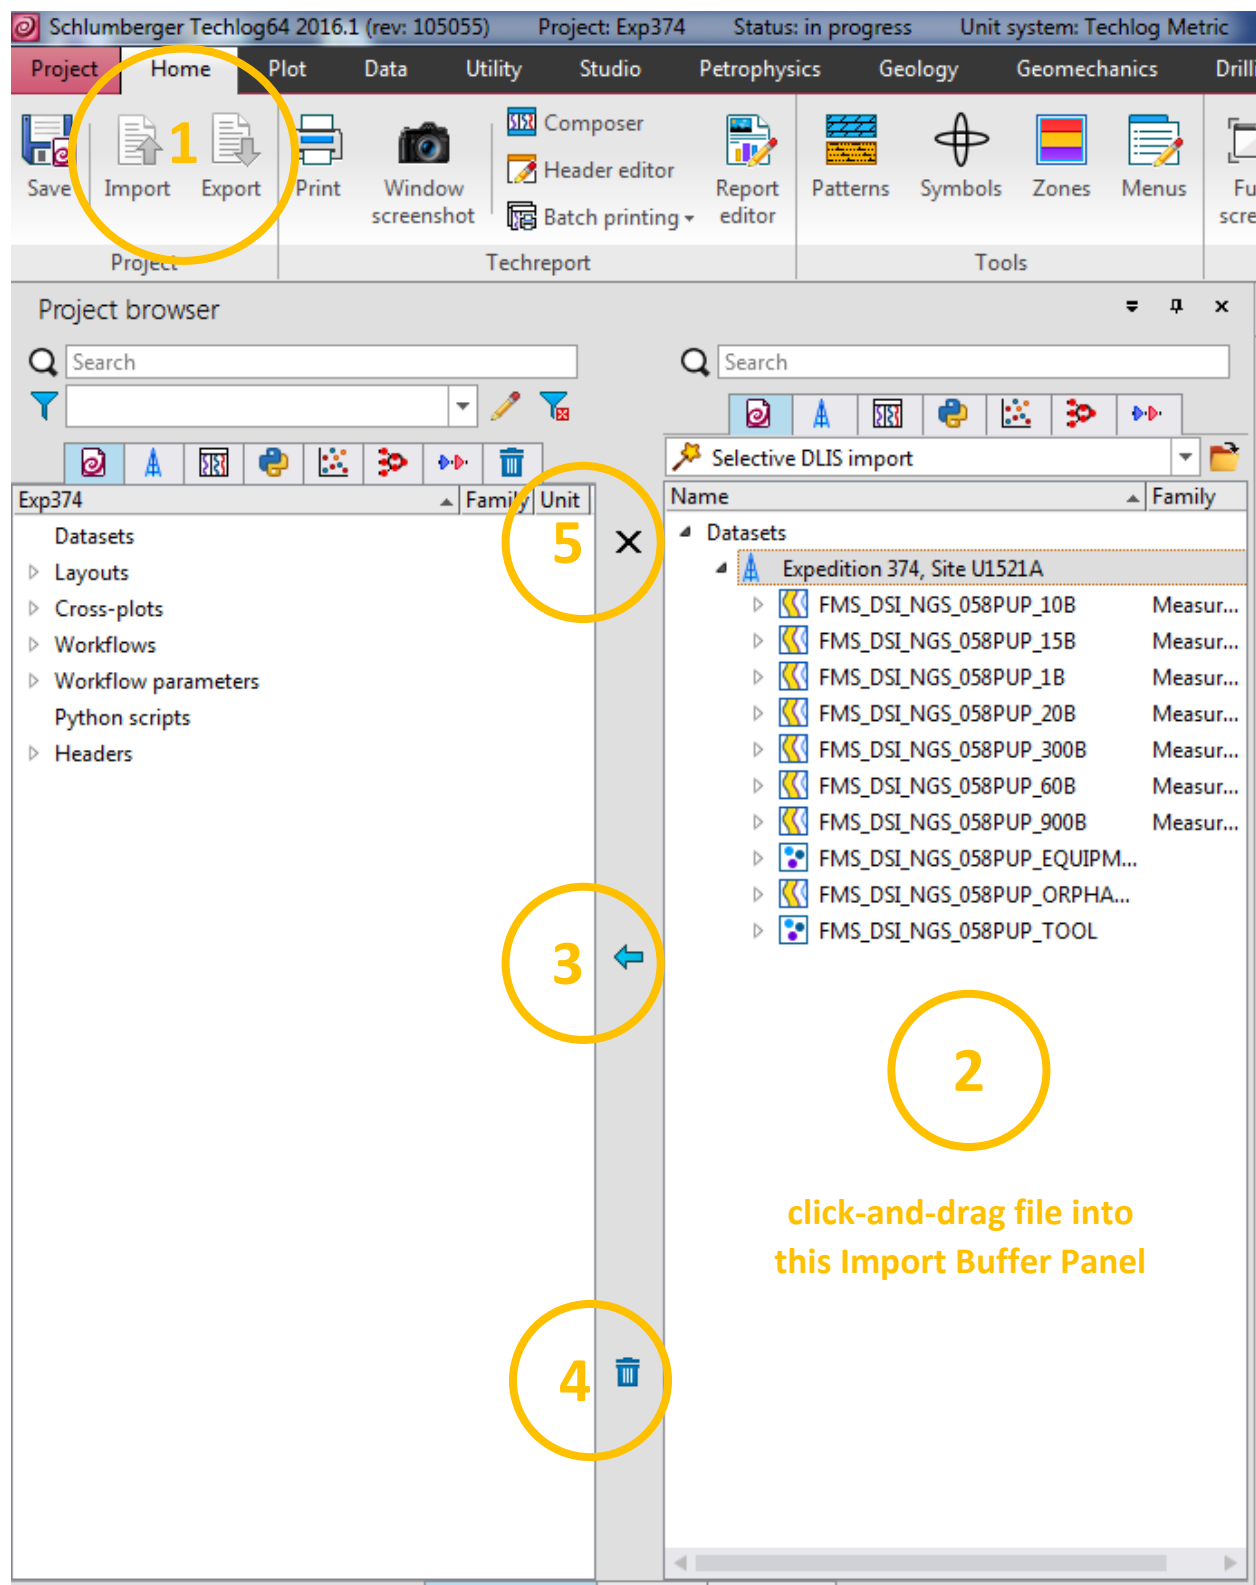 Schlumberger Techlog64 2016.1 (rev: 105055) Project: Exp374 Status: in progress Unit system: Techlog Metric
Project Home Plot Data Utility Studio Petrophysics Geology Geomechanics Drilli
1
Save Import Export Print Window screenshot
Composer
Header editor
Batch printing
Report editor
Patterns Symbols Zones Menus Fu scre
Project Techreport Tools
Project browser
Search
Search
Selective DLIS import
Exp374 Family Unit
Datasets
Layouts
Cross-plots
Workflows
Workflow parameters
Python scripts
Headers
5
3
4
Name Family
Datasets
Expedition 374, Site U1521A
FMS_DSI_NGS_058PUP_10B Measur...
FMS_DSI_NGS_058PUP_15B Measur...
FMS_DSI_NGS_058PUP_1B Measur...
FMS_DSI_NGS_058PUP_20B Measur...
FMS_DSI_NGS_058PUP_300B Measur...
FMS_DSI_NGS_058PUP_60B Measur...
FMS_DSI_NGS_058PUP_900B Measur...
FMS_DSI_NGS_058PUP_EQUIPM...
FMS_DSI_NGS_058PUP_ORPHA...
FMS_DSI_NGS_058PUP_TOOL
2
click-and-drag file into
this Import Buffer Panel